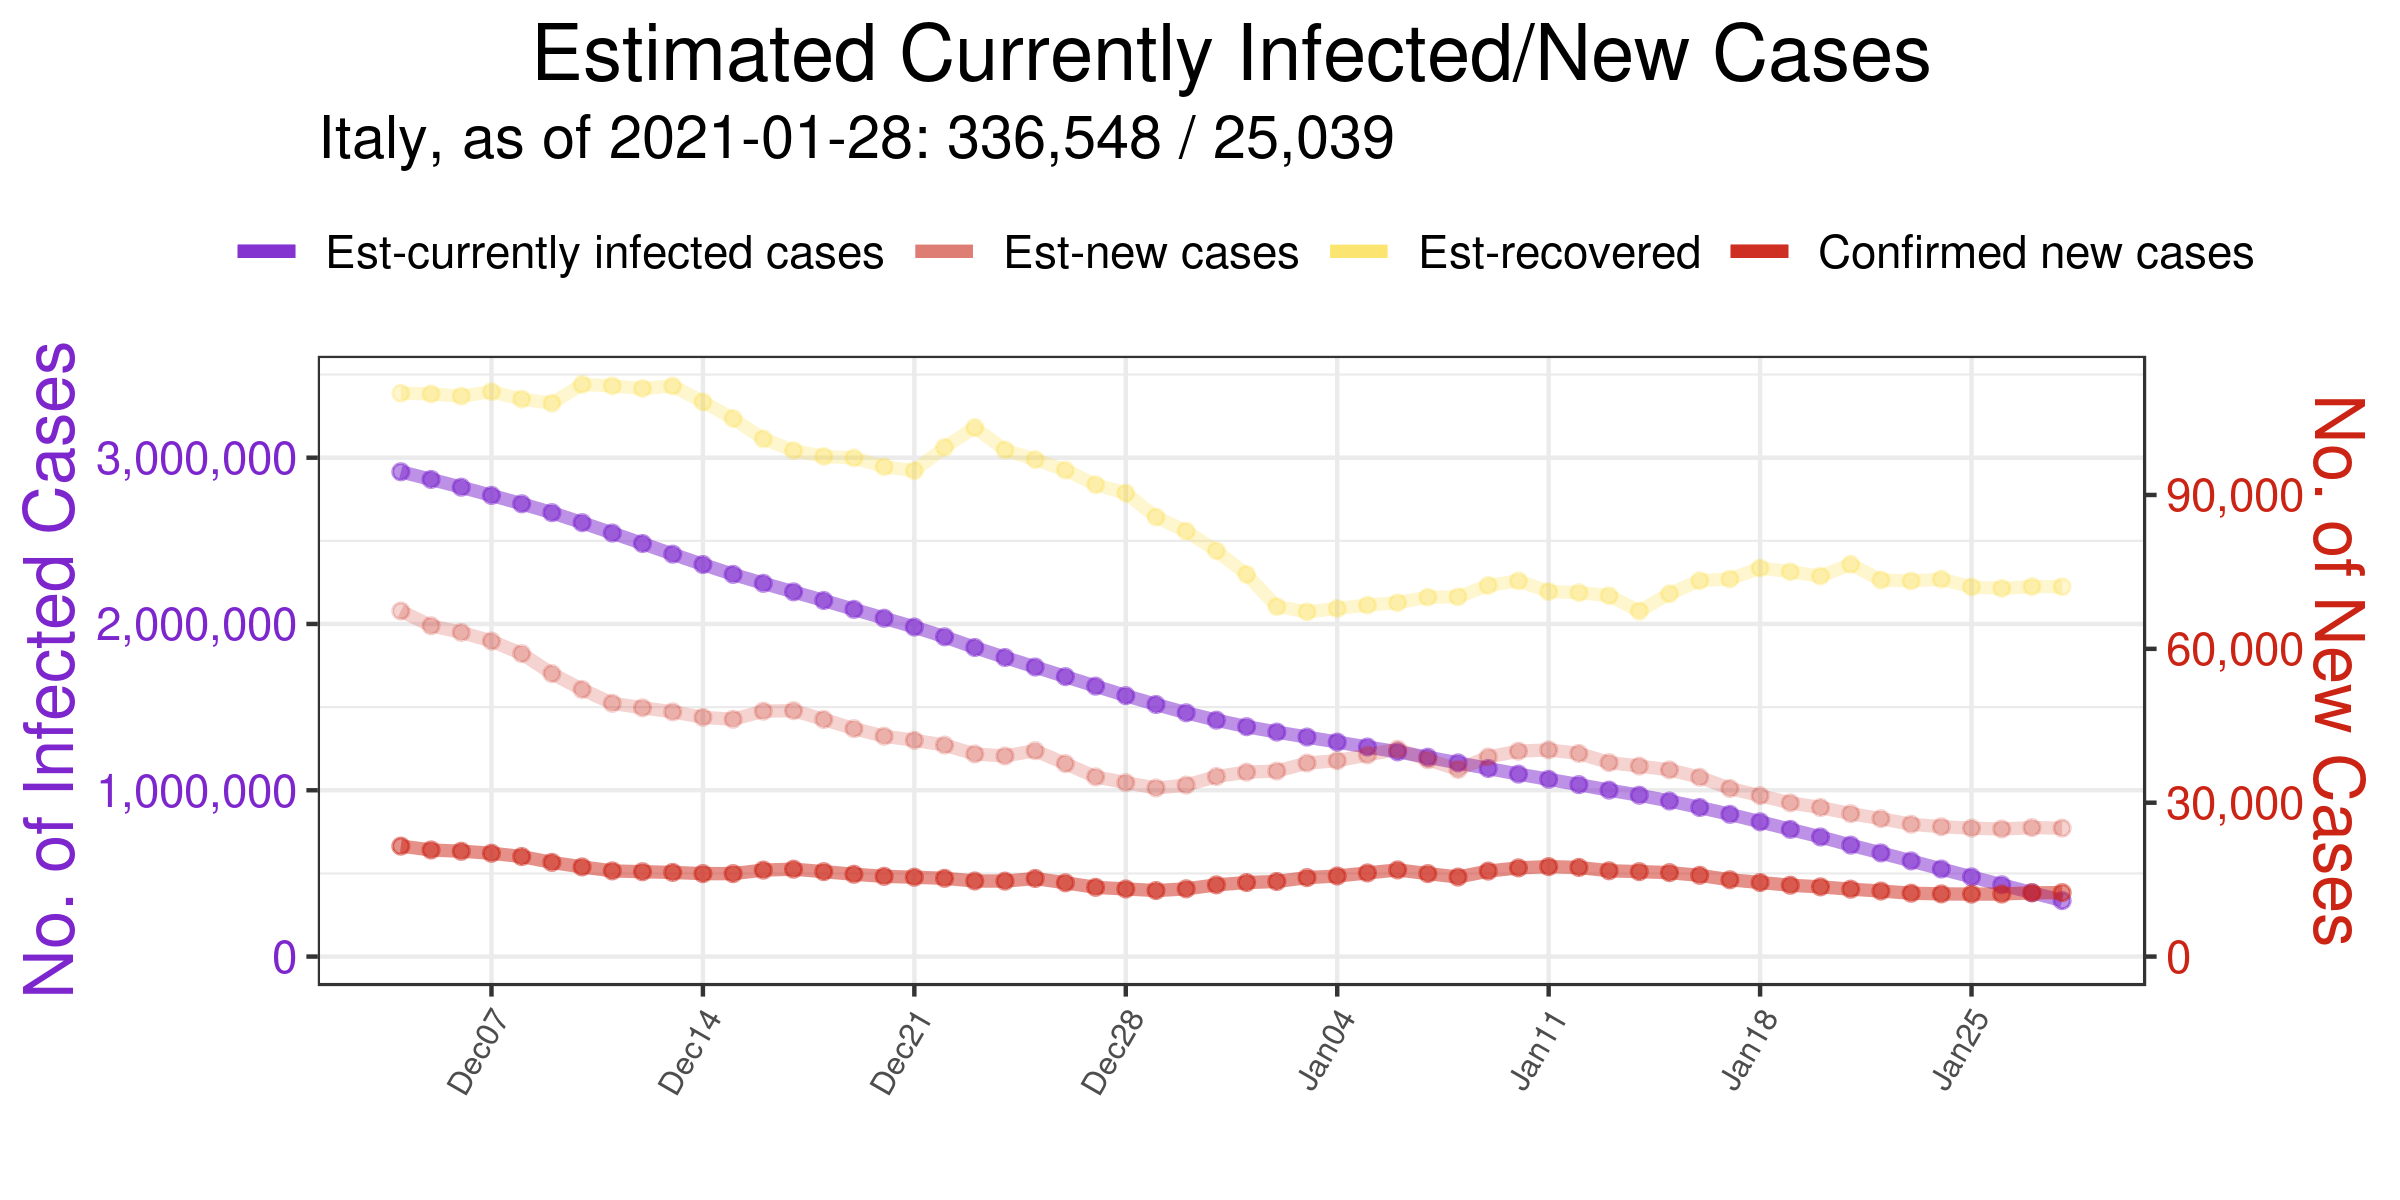 Estimated Currently Infected/New Cases
Italy, as of 2021-01-28: 336,548 / 25,039
Est-currently infected cases Est-new cases Est-recovered Confirmed new cases
No. of Infected Cases
3,000,000
2,000,000
1,000,000
0
90,000
60,000
30,000
0
No. of New Cases
Dec07 Dec14 Dec21 Dec28 Jan04 Jan11 Jan18 Jan25